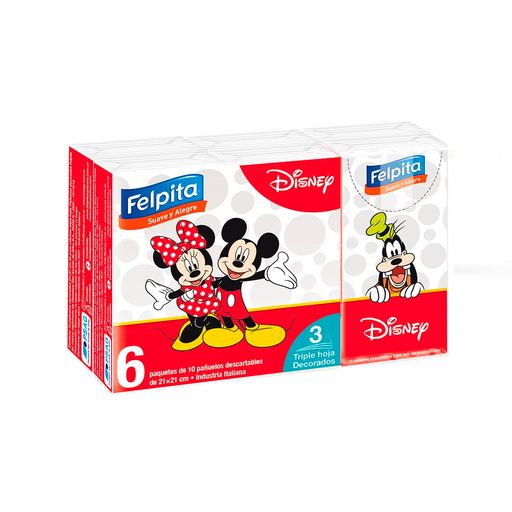 Felpita
Suave y Alegre
Disney
6
paquetes de 10 pañuelos descartables
de 21x21 cm • Industria Italiana
3
Triple hoja
Decorados
Felpita
Suave y Alegre
Disney